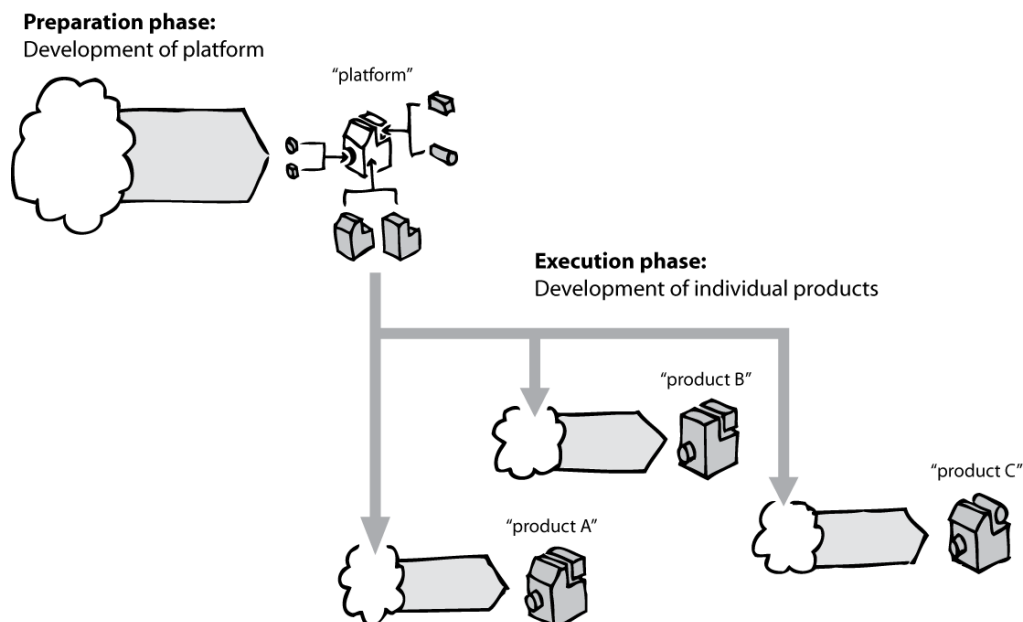 Preparation phase:
Development of platform
“platform”
Execution phase:
Development of individual products
“product B”
“product C”
“product A”